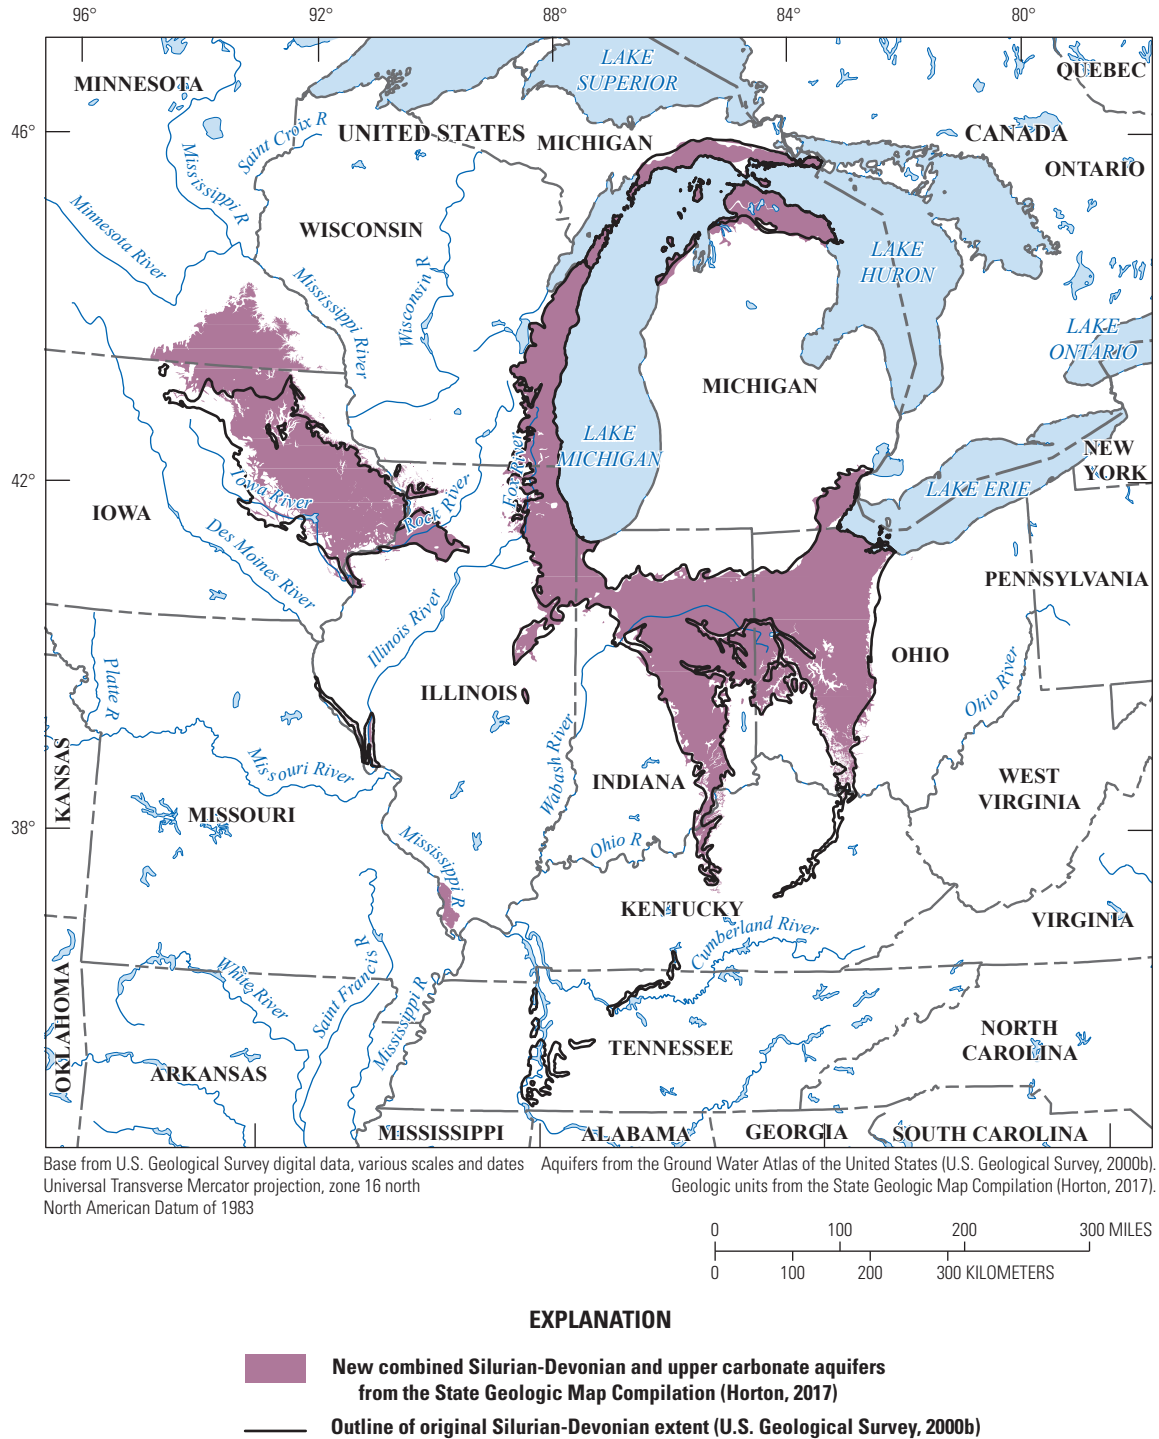 96°
92°
88°
84°
80°
LAKE
SUPERIOR
QUEBEC
MINNESOTA
46°
Saint Croix R
UNITED STATES
MICHIGAN
CANADA
ONTARIO
Mississippi R
Minnesota River
WISCONSIN
LAKE
HURON
Mississippi River
Wisconsin R
LAKE
ONTARIO
MICHIGAN
LAKE
MICHIGAN
NEW
YORK
42°
Fox River
LAKE ERIE
Iowa River
Rock River
IOWA
Des Moines River
PENNSYLVANIA
Illinois River
OHIO
Platte R
ILLINOIS
Ohio River
Wabash River
Missouri River
KANSAS
INDIANA
WEST
VIRGINIA
MISSOURI
38°
Mississippi R
Ohio R
KENTUCKY
VIRGINIA
Cumberland River
White River
Saint Francis R
OKLAHOMA
Mississippi R
NORTH
CAROLINA
TENNESSEE
ARKANSAS
MISSISSIPPI
ALABAMA
GEORGIA
SOUTH CAROLINA
Base from U.S. Geological Survey digital data, various scales and dates
Universal Transverse Mercator projection, zone 16 north
North American Datum of 1983
Aquifers from the Ground Water Atlas of the United States (U.S. Geological Survey, 2000b).
Geologic units from the State Geologic Map Compilation (Horton, 2017).
0 100 200 300 MILES
0 100 200 300 KILOMETERS
EXPLANATION
New combined Silurian-Devonian and upper carbonate aquifers
from the State Geologic Map Compilation (Horton, 2017)
Outline of original Silurian-Devonian extent (U.S. Geological Survey, 2000b)